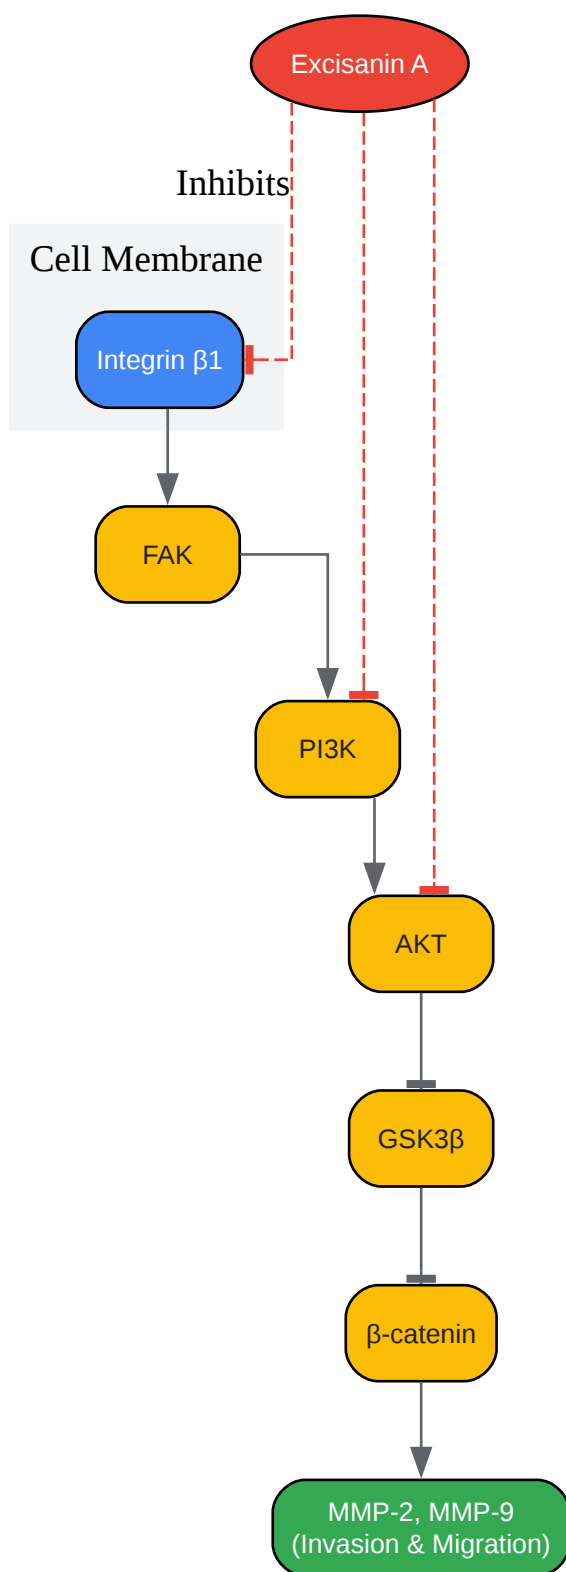 Excisanin A
Inhibits
Cell Membrane
Integrin β1
FAK
PI3K
AKT
GSK3β
β-catenin
MMP-2, MMP-9
(Invasion & Migration)